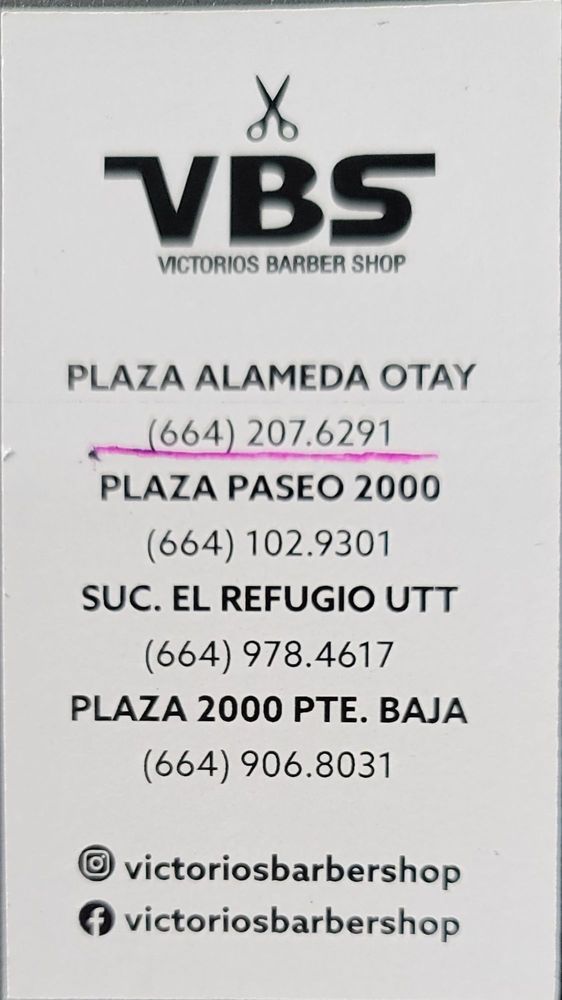 VBS
VICTORIOS BARBER SHOP
PLAZA ALAMEDA OTAY
(664) 207.6291
PLAZA PASEO 2000
(664) 102.9301
SUC. EL REFUGIO UTT
(664) 978.4617
PLAZA 2000 PTE. BAJA
(664) 906.8031
victoriosbarbershop
victoriosbarbershop